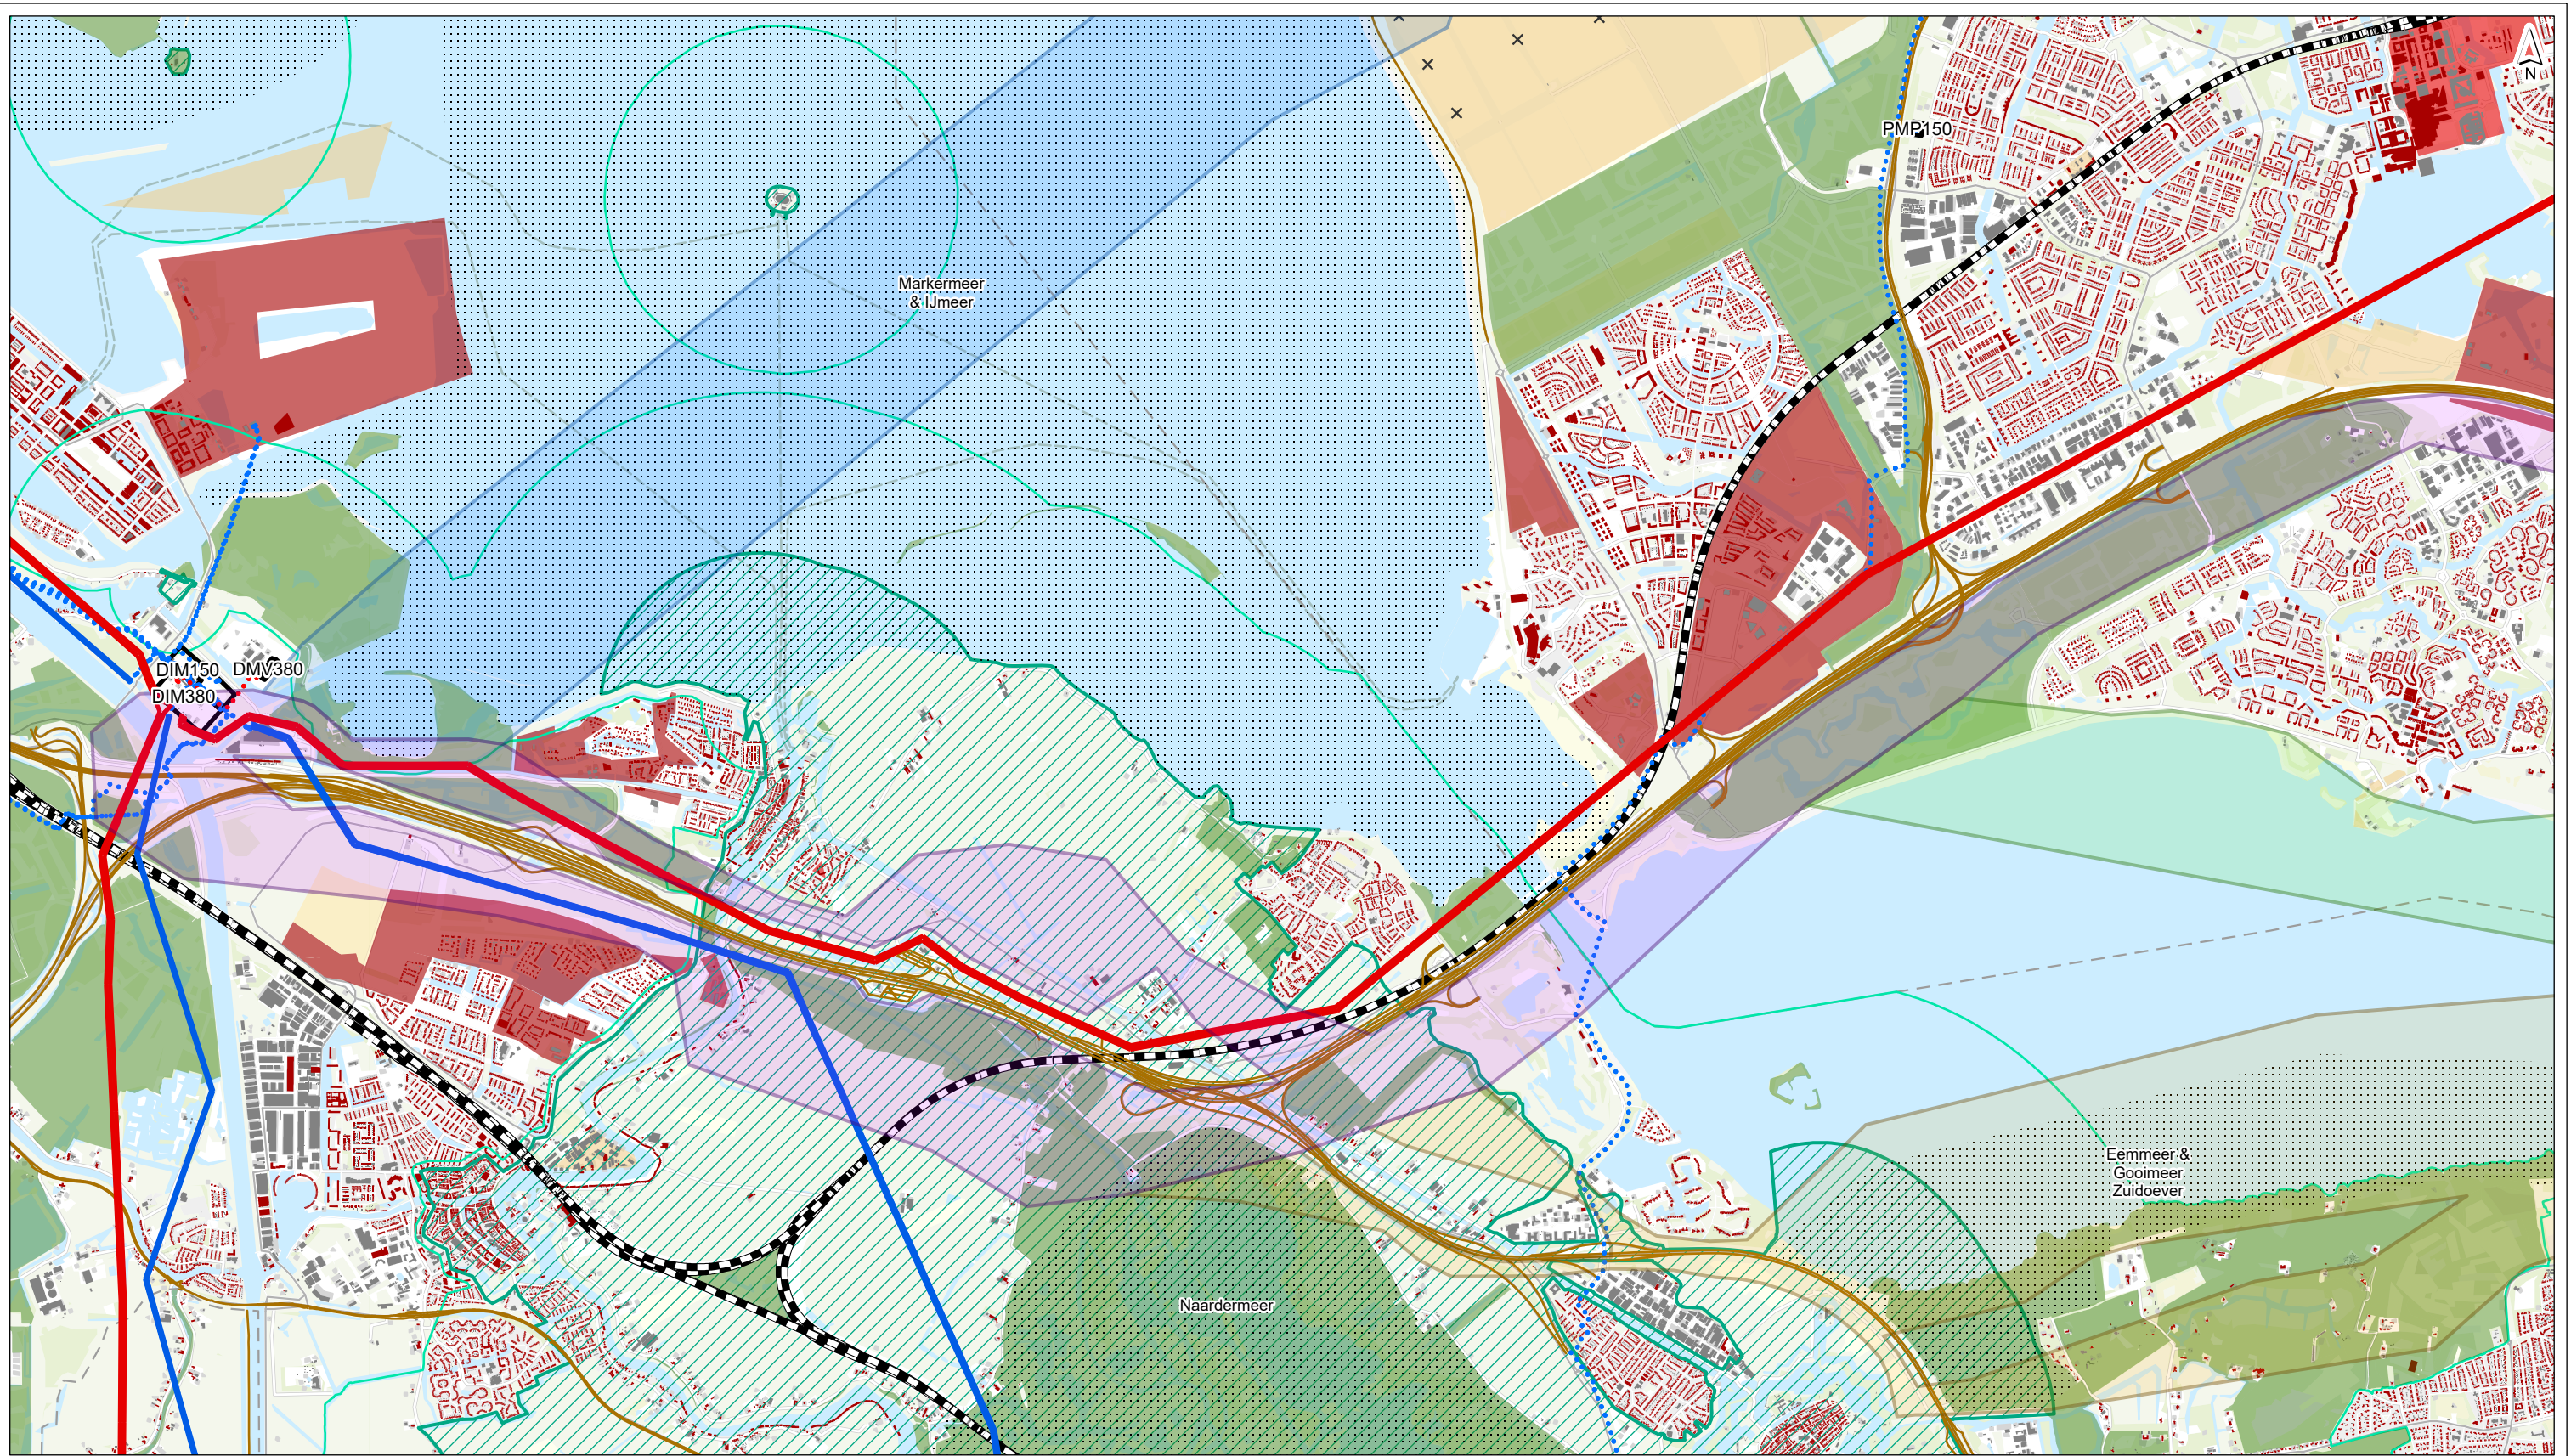 N
PMP150
Markermeer
& IJmeer
DIM150
DMV380
DIM380
Eemmeer &
Gooimeer
Zuidoever
Naardermeer